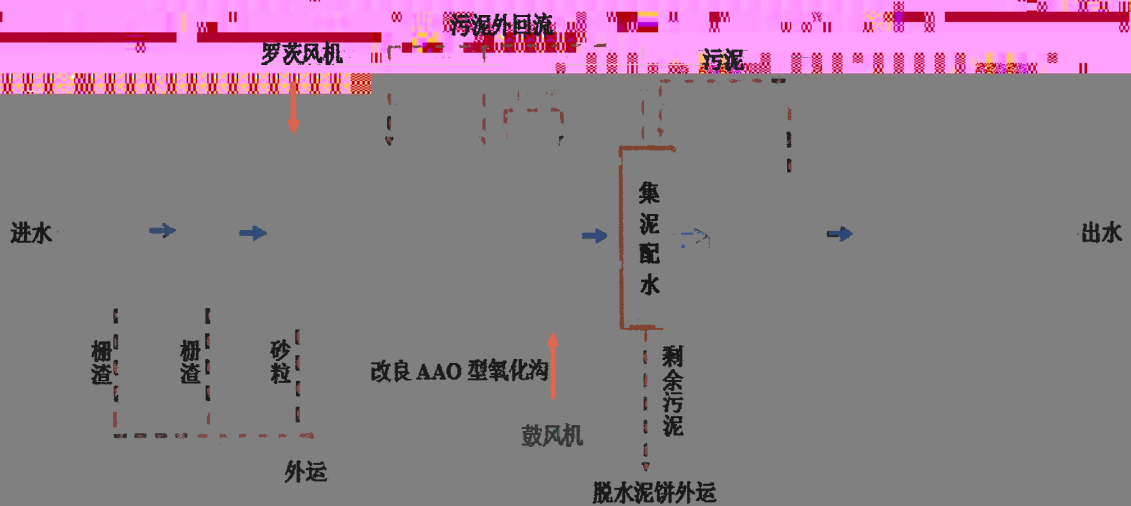 污泥外回流
罗茨风机
污泥
进水
集泥配水
出水
栅渣
栅渣
砂粒
改良 AAO 型氧化沟
剩余污泥
鼓风机
外运
脱水泥饼外运